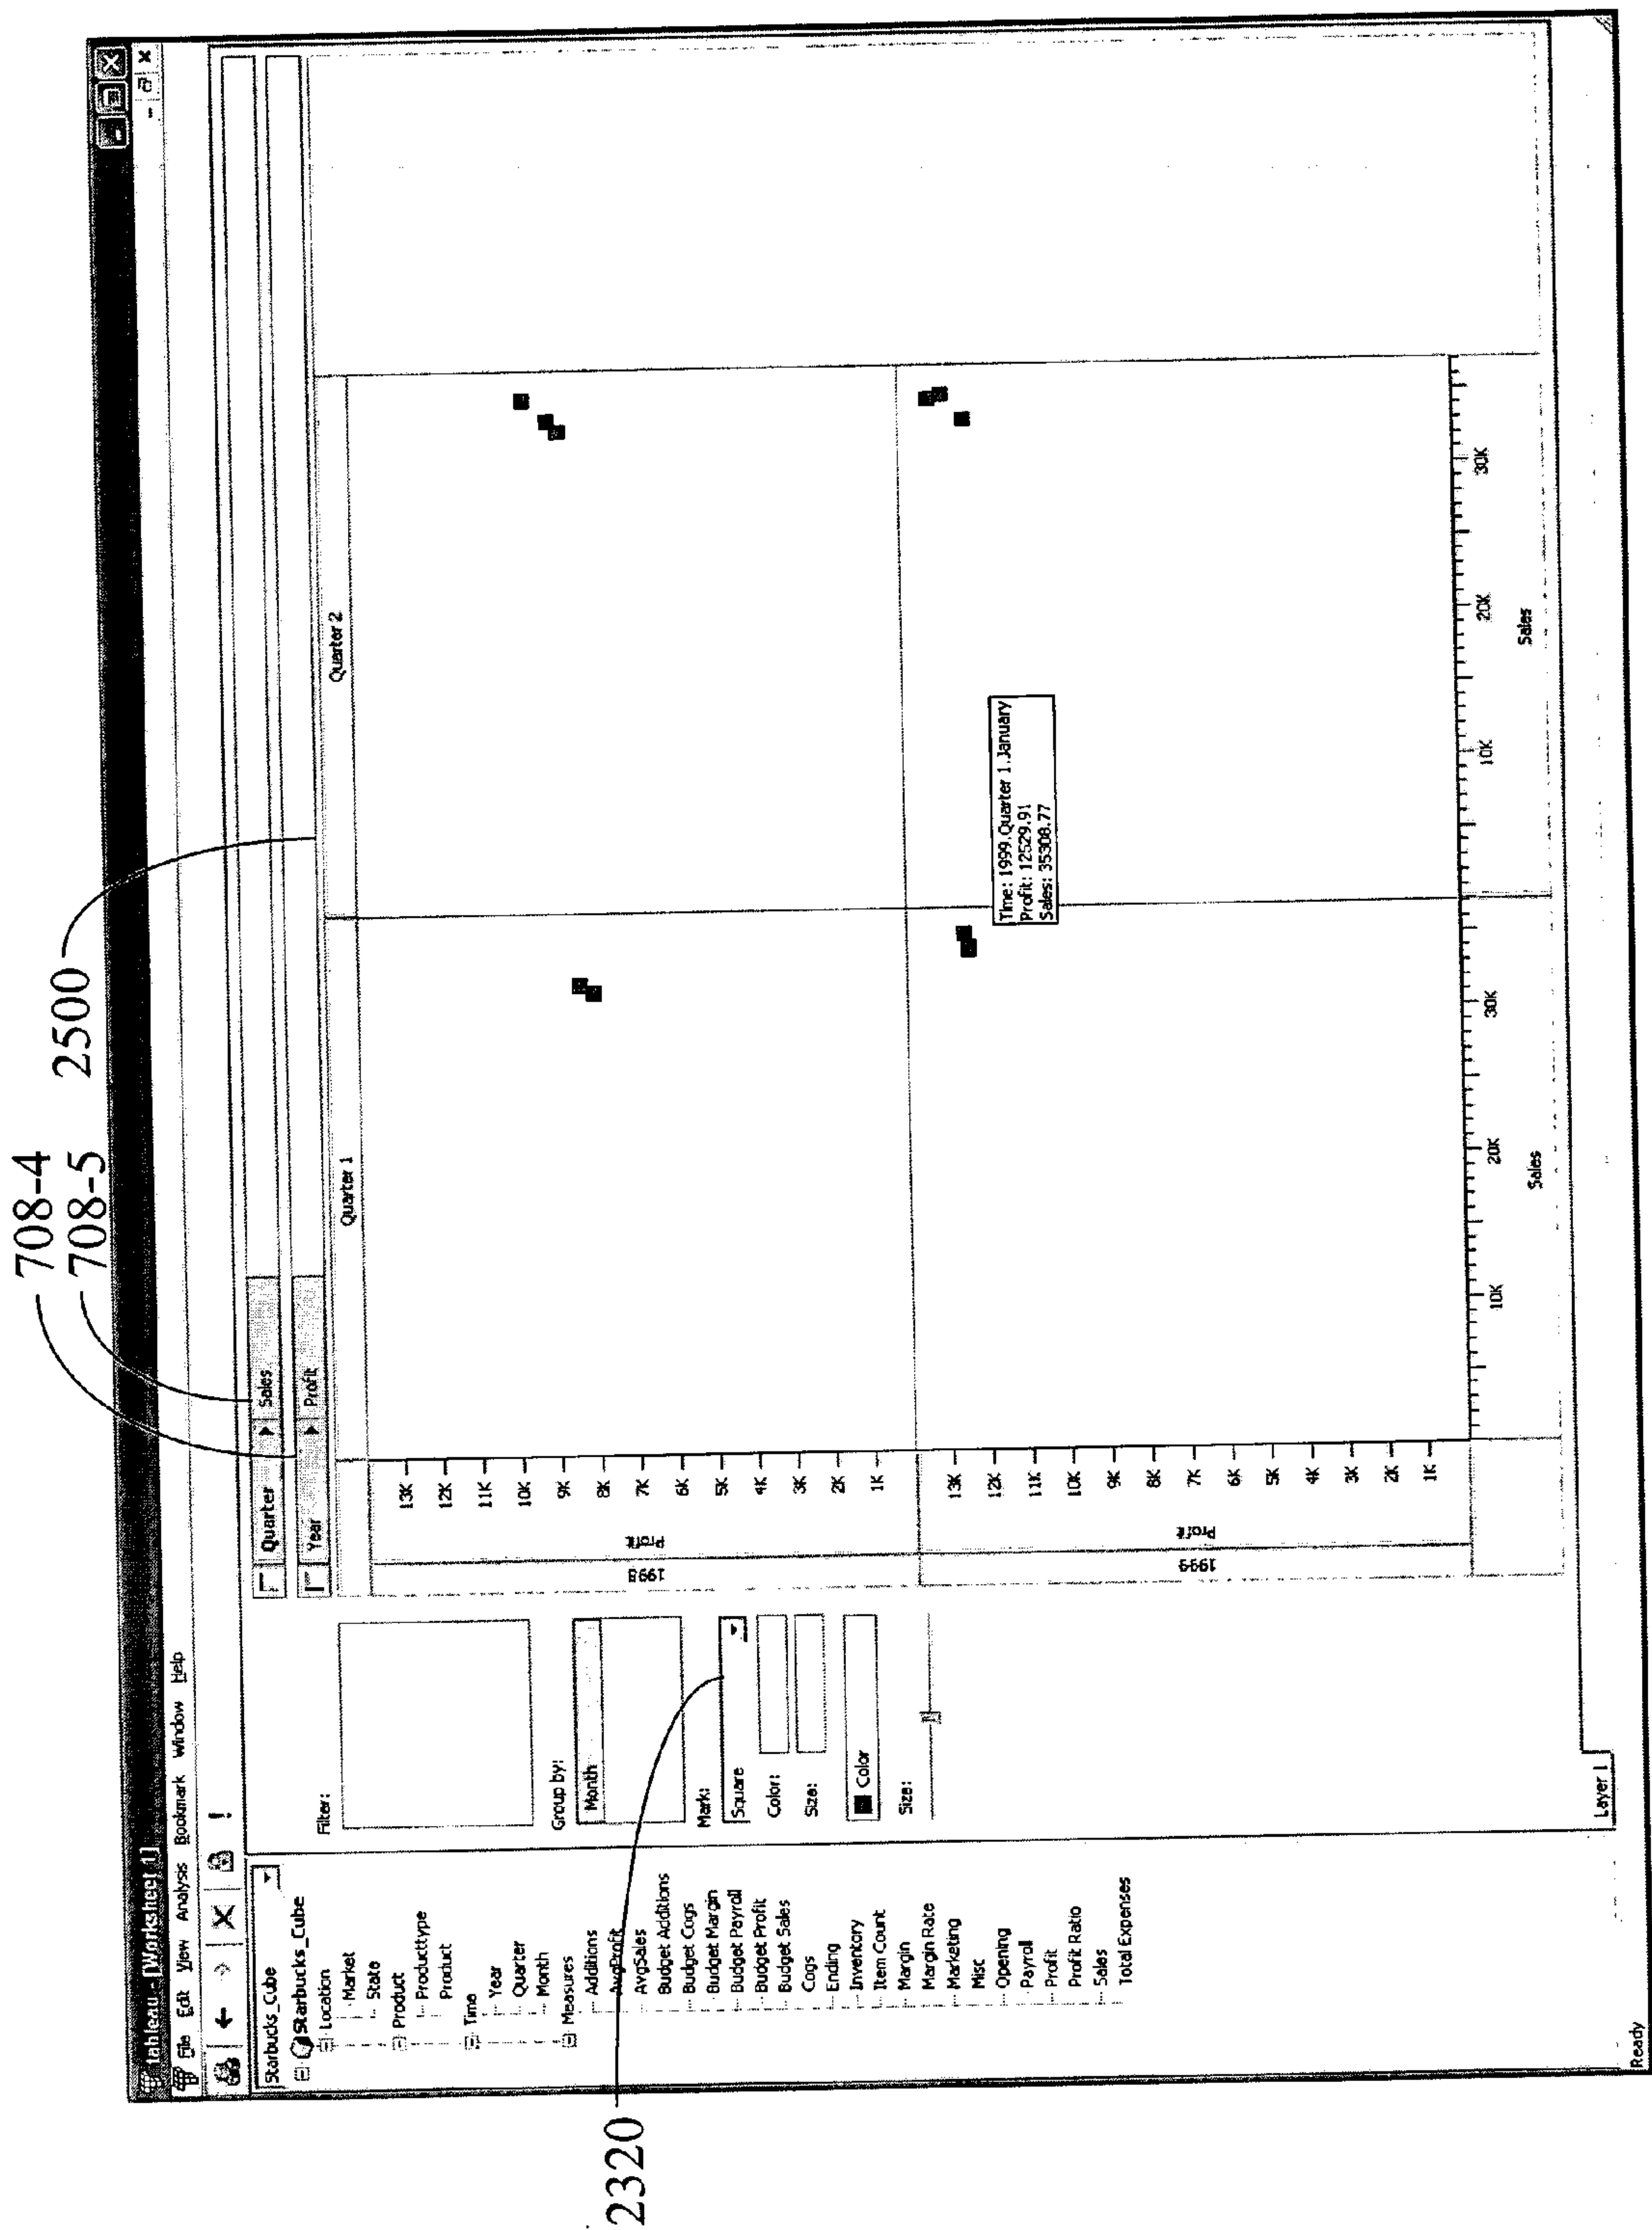 708-4
708-5
2500
2320
tableau - [Worksheet 1]
File Edit View Analysis Bookmark Window Help
Starbucks_Cube
Starbucks_Cube
Location
Market
State
Product
Producttype
Product
Time
Year
Quarter
Month
Measures
Additions
AvgProfit
AvgSales
Budget Additions
Budget Cogs
Budget Margin
Budget Payroll
Budget Profit
Budget Sales
Cogs
Ending
Inventory
Item Count
Margin
Margin Rate
Marketing
Misc
Opening
Payroll
Profit
Profit Ratio
Sales
Total Expenses
Filter:
Group by:
Month
Mark:
Square
Color:
Size:
Color
Size:
Quarter Sales
Year Profit
Quarter 1 Quarter 2
1998
Profit
13K
12K
11K
10K
9K
8K
7K
6K
5K
4K
3K
2K
1K
1999
Profit
13K
12K
11K
10K
9K
8K
7K
6K
5K
4K
3K
2K
1K
Time: 1999.Quarter 1.January
Profit: 12529.91
Sales: 35308.77
10K 20K 30K 10K 20K 30K
Sales Sales
Layer 1
Ready